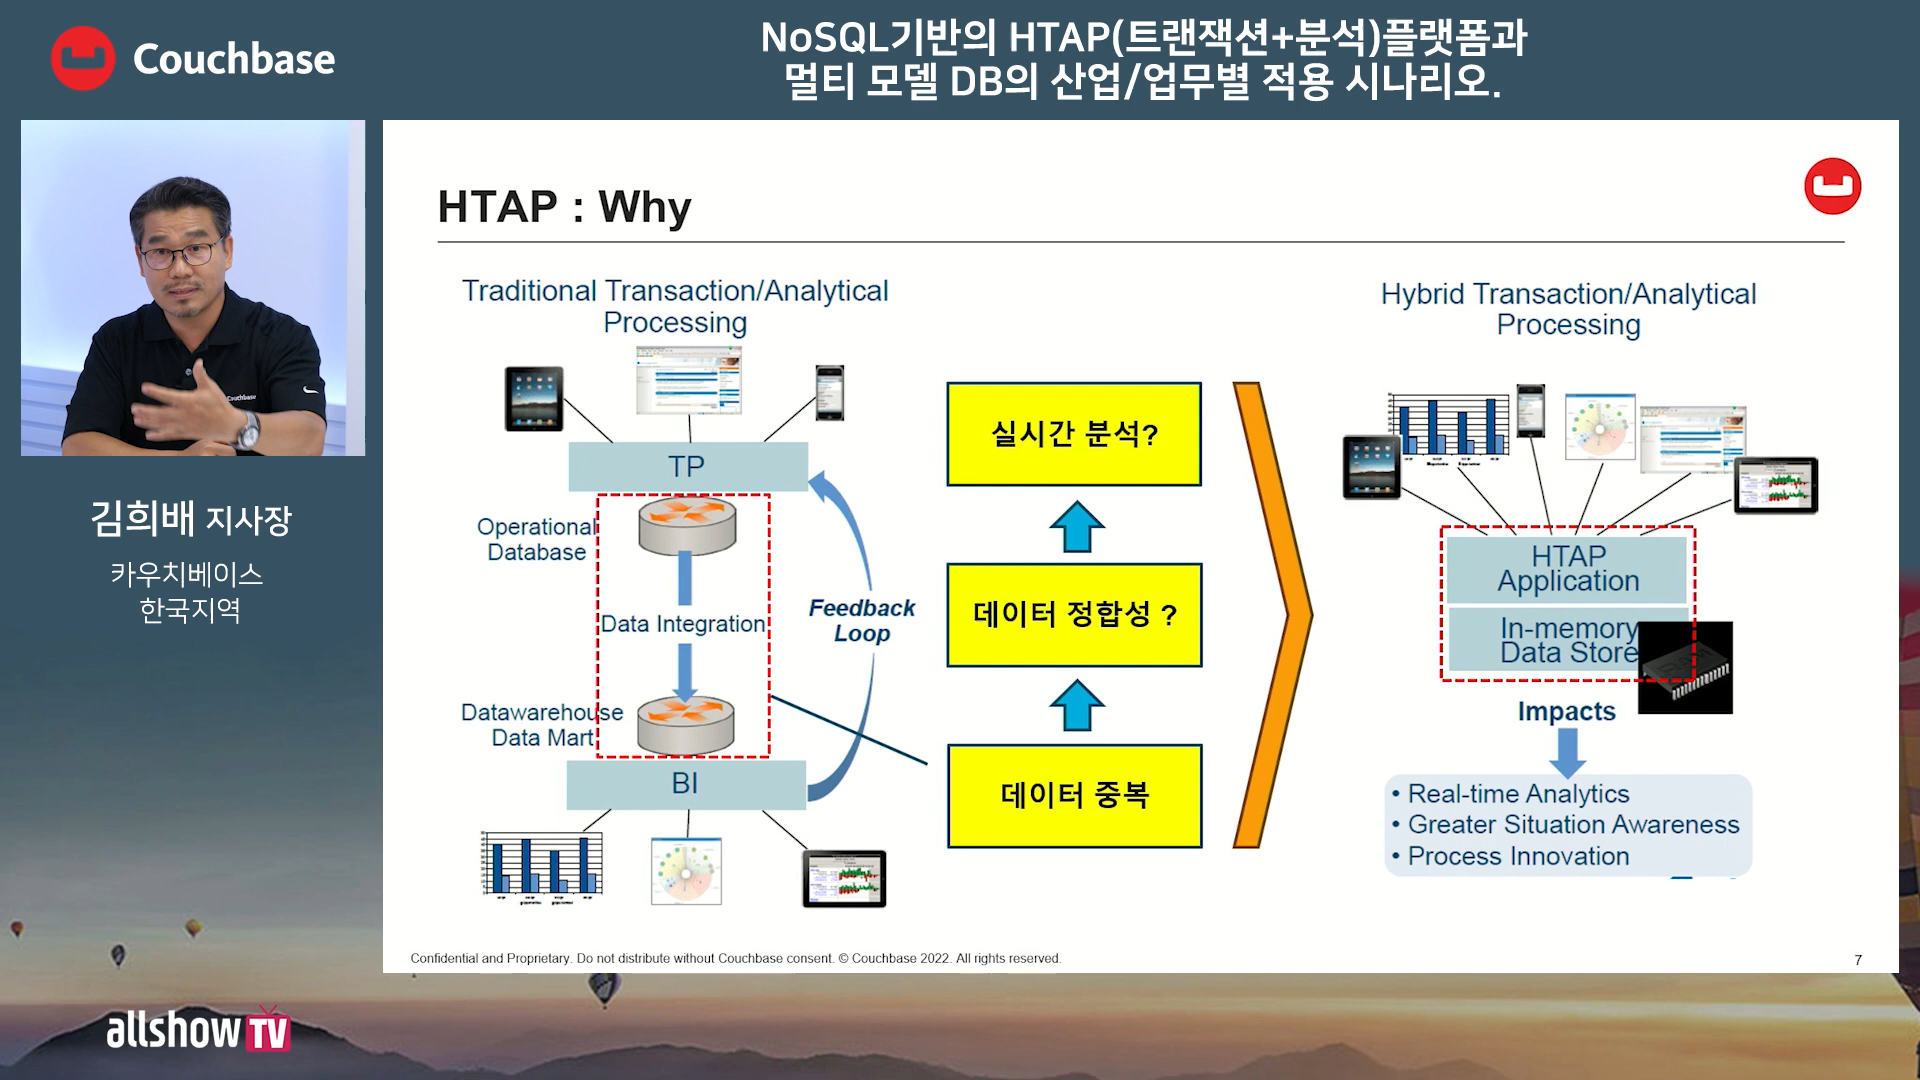 Couchbase
NoSQL기반의 HTAP(트랜잭션+분석)플랫폼과
멀티 모델 DB의 산업/업무별 적용 시나리오.
Couchbase
김희배 지사장
카우치베이스
한국지역
allshow TV
HTAP : Why
Traditional Transaction/Analytical
Processing
TP
Operational
Database
Data Integration
Feedback
Loop
Datawarehouse
Data Mart
BI
실시간 분석?
데이터 정합성 ?
데이터 중복
Hybrid Transaction/Analytical
Processing
HTAP
Application
In-memory
Data Store
Impacts
• Real-time Analytics
• Greater Situation Awareness
• Process Innovation
Confidential and Proprietary. Do not distribute without Couchbase consent. © Couchbase 2022. All rights reserved.
7